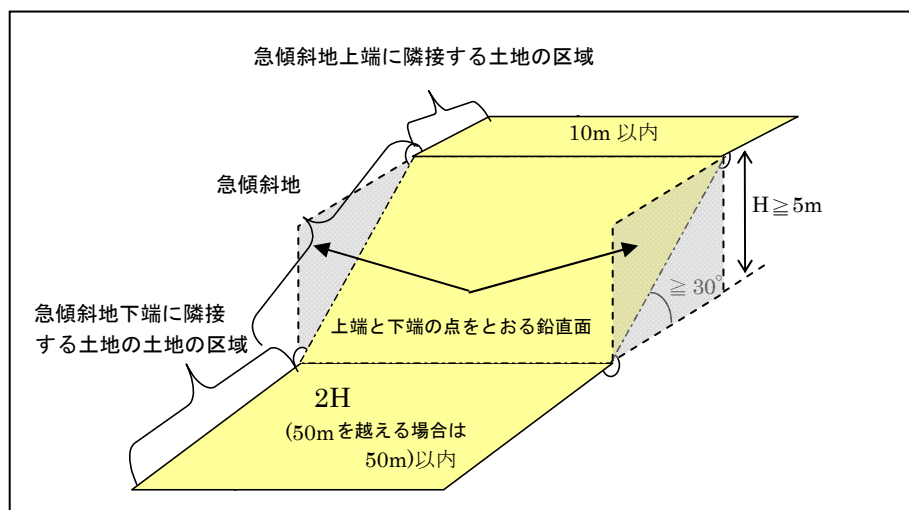 急傾斜地上端に隣接する土地の区域
10m 以内
急傾斜地
H≧5m
≧30°
急傾斜地下端に隣接
する土地の土地の区域
上端と下端の点をとおる鉛直面
2H
(50mを越える場合は
50m)以内